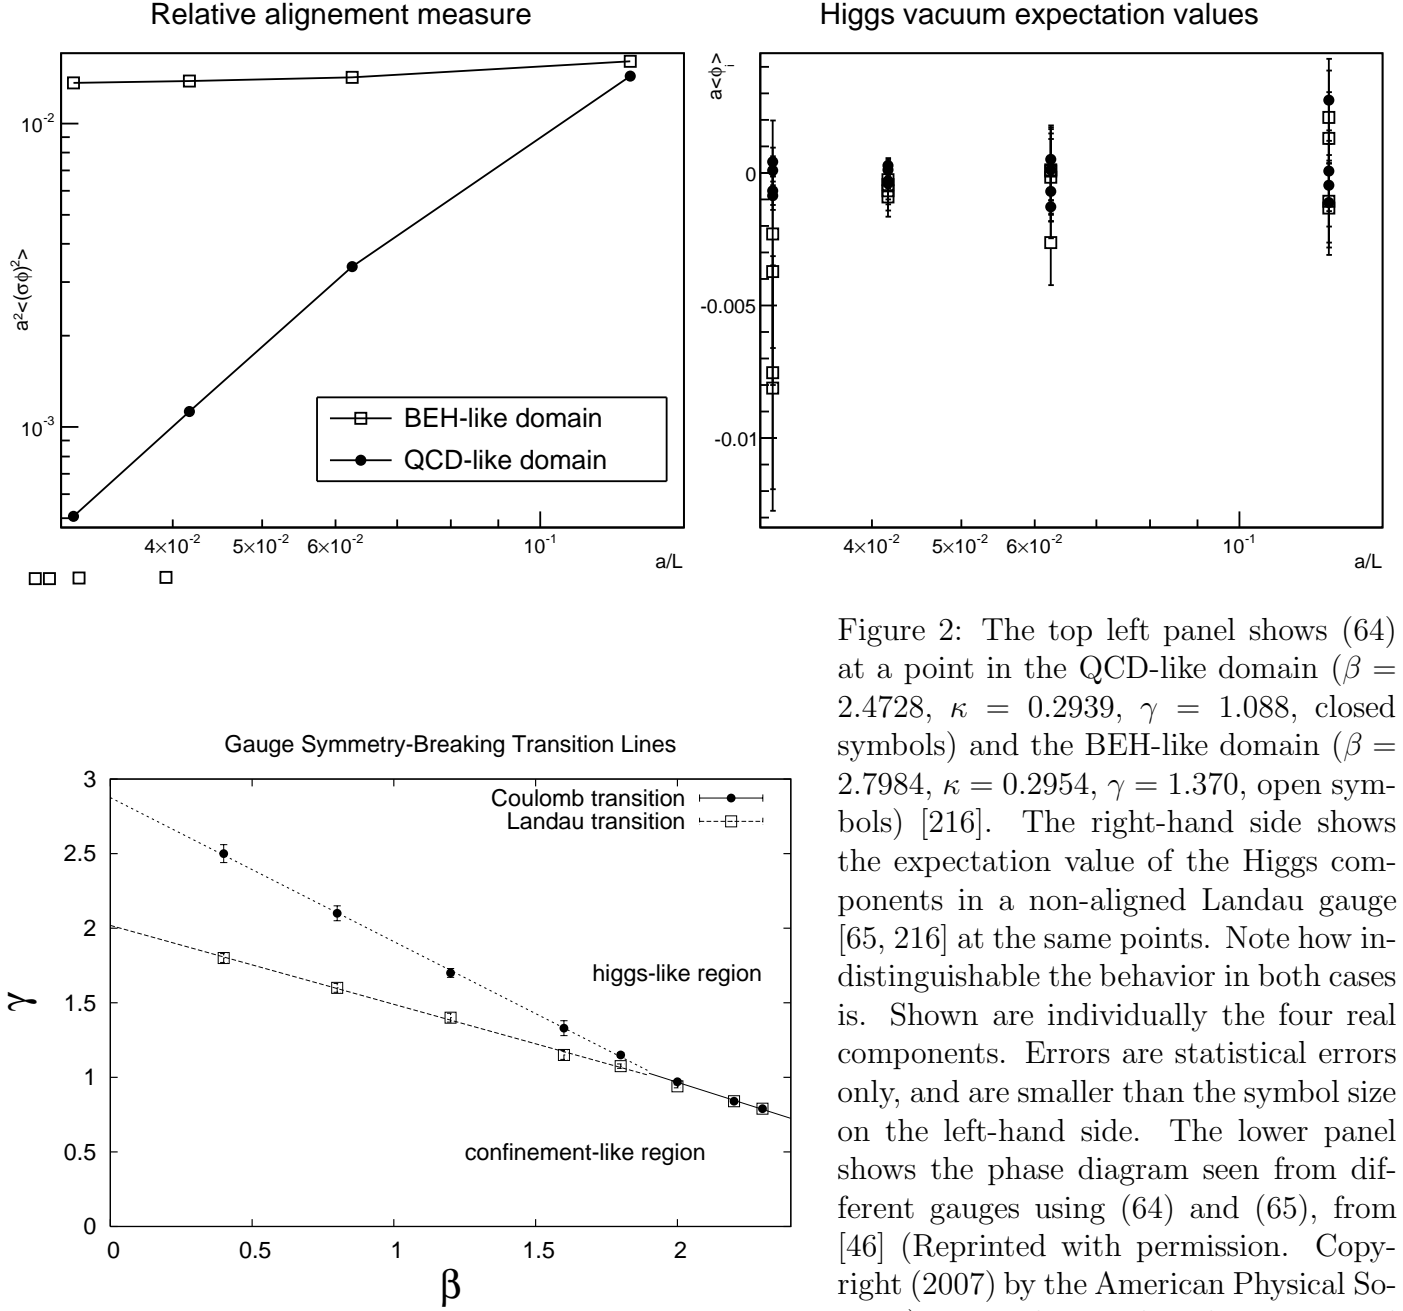 Relative alignement measure
a²<(σφ)²>
10⁻²
10⁻³
BEH-like domain
QCD-like domain
4×10⁻² 5×10⁻² 6×10⁻² 10⁻¹
a/L
Higgs vacuum expectation values
a<φᵢ>
0
-0.005
-0.01
4×10⁻² 5×10⁻² 6×10⁻² 10⁻¹
a/L
Gauge Symmetry-Breaking Transition Lines
γ
3
2.5
2
1.5
1
0.5
0
Coulomb transition
Landau transition
higgs-like region
confinement-like region
0 0.5 1 1.5 2
β
Figure 2: The top left panel shows (64)
at a point in the QCD-like domain (β =
2.4728, κ = 0.2939, γ = 1.088, closed
symbols) and the BEH-like domain (β =
2.7984, κ = 0.2954, γ = 1.370, open sym-
bols) [216]. The right-hand side shows
the expectation value of the Higgs com-
ponents in a non-aligned Landau gauge
[65, 216] at the same points. Note how in-
distinguishable the behavior in both cases
is. Shown are individually the four real
components. Errors are statistical errors
only, and are smaller than the symbol size
on the left-hand side. The lower panel
shows the phase diagram seen from dif-
ferent gauges using (64) and (65), from
[46] (Reprinted with permission. Copy-
right (2007) by the American Physical So-